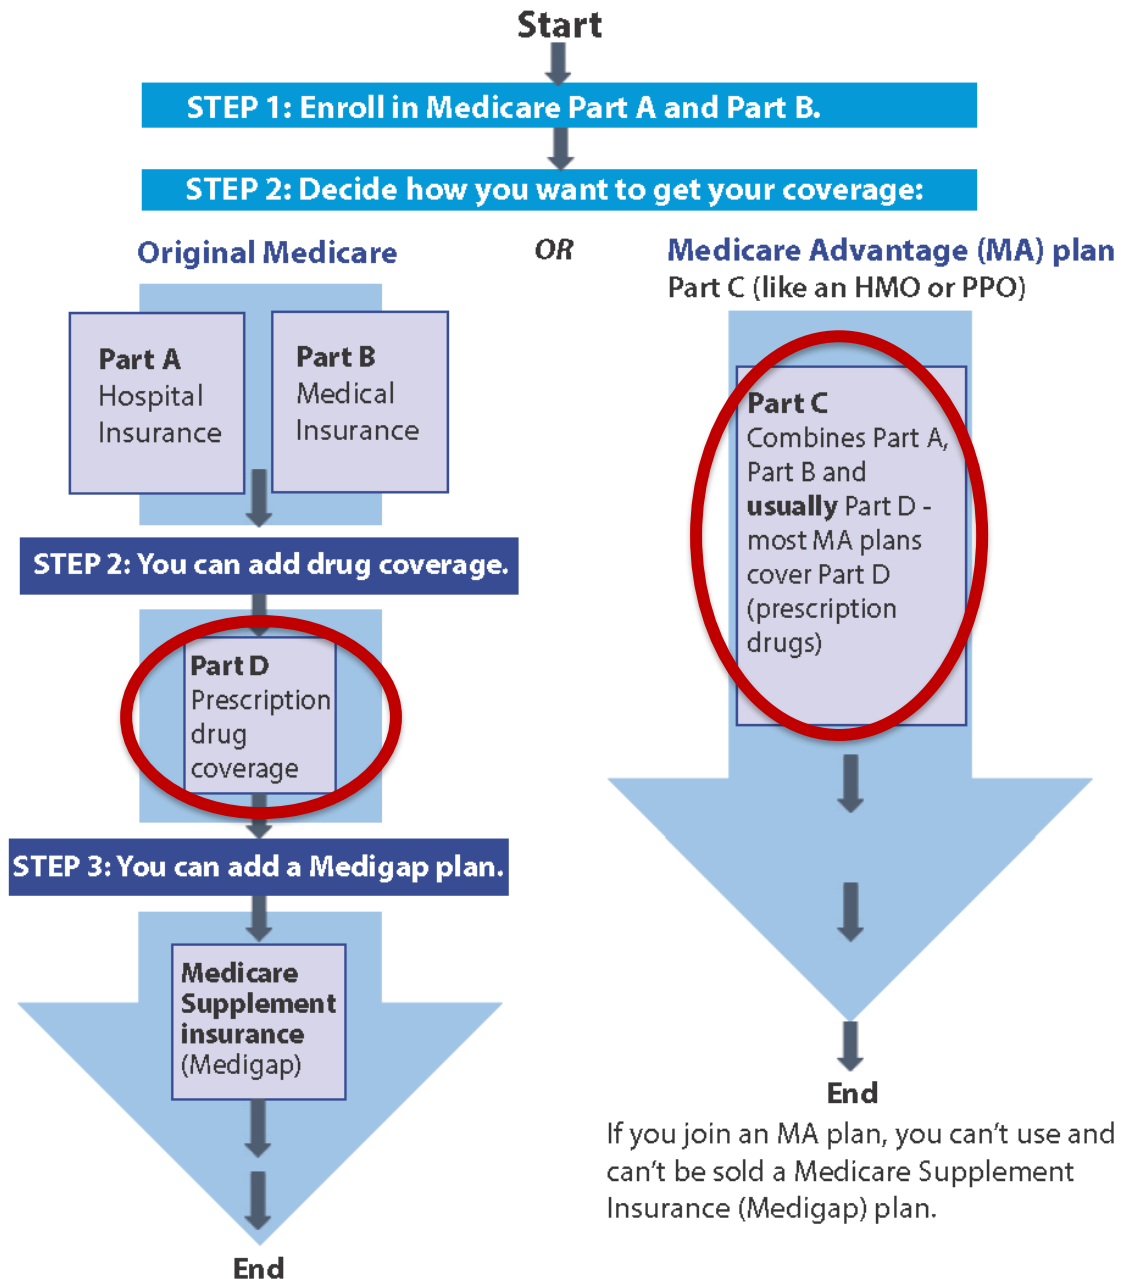 Start
STEP 1: Enroll in Medicare Part A and Part B.
STEP 2: Decide how you want to get your coverage:
Original Medicare
OR
Medicare Advantage (MA) plan
Part C (like an HMO or PPO)
Part A
Hospital
Insurance
Part B
Medical
Insurance
STEP 2: You can add drug coverage.
Part D
Prescription
drug
coverage
STEP 3: You can add a Medigap plan.
Medicare
Supplement
insurance
(Medigap)
End
Part C
Combines Part A,
Part B and
usually Part D -
most MA plans
cover Part D
(prescription
drugs)
End
If you join an MA plan, you can’t use and
can’t be sold a Medicare Supplement
Insurance (Medigap) plan.